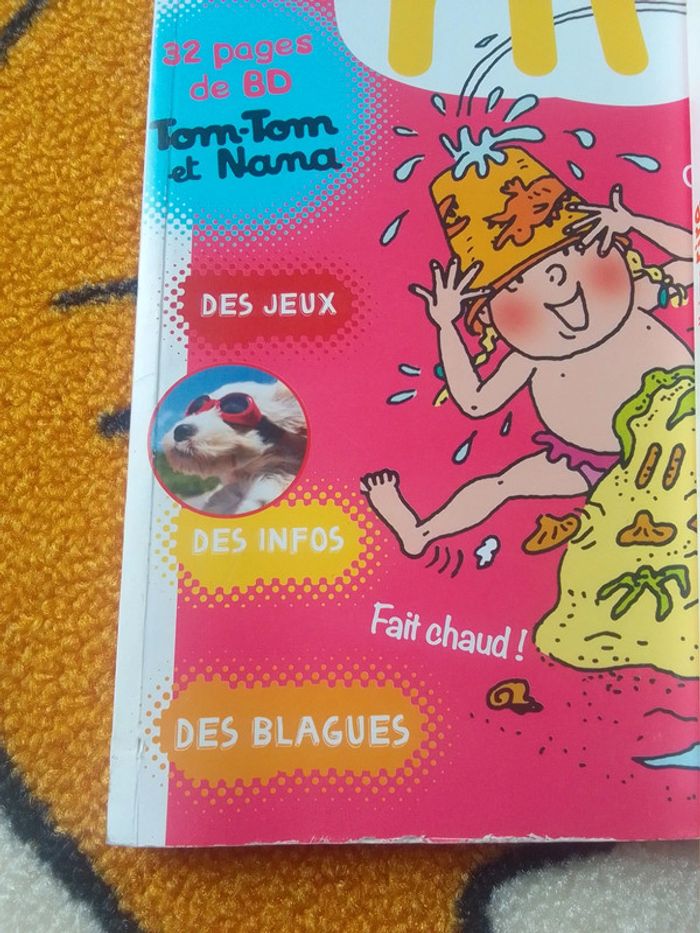 32 pages
de BD
Tom-Tom
et Nana
DES JEUX
DES INFOS
Fait chaud !
DES BLAGUES